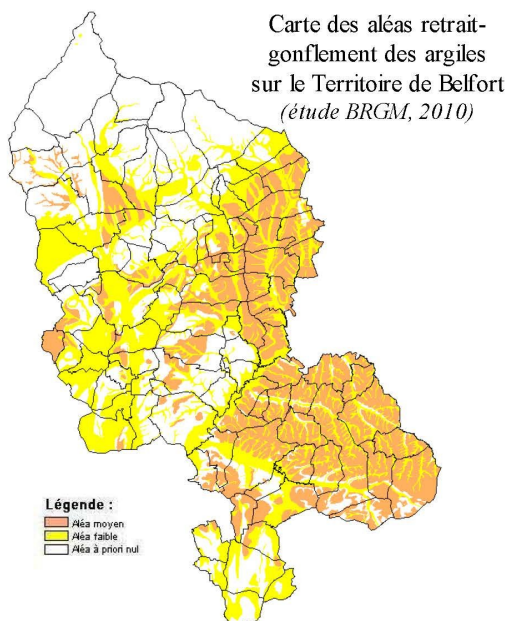 Carte des aléas retrait-
gonflement des argiles
sur le Territoire de Belfort
(étude BRGM, 2010)
Légende :
Aléa moyen
Aléa faible
Aléa à priori nul